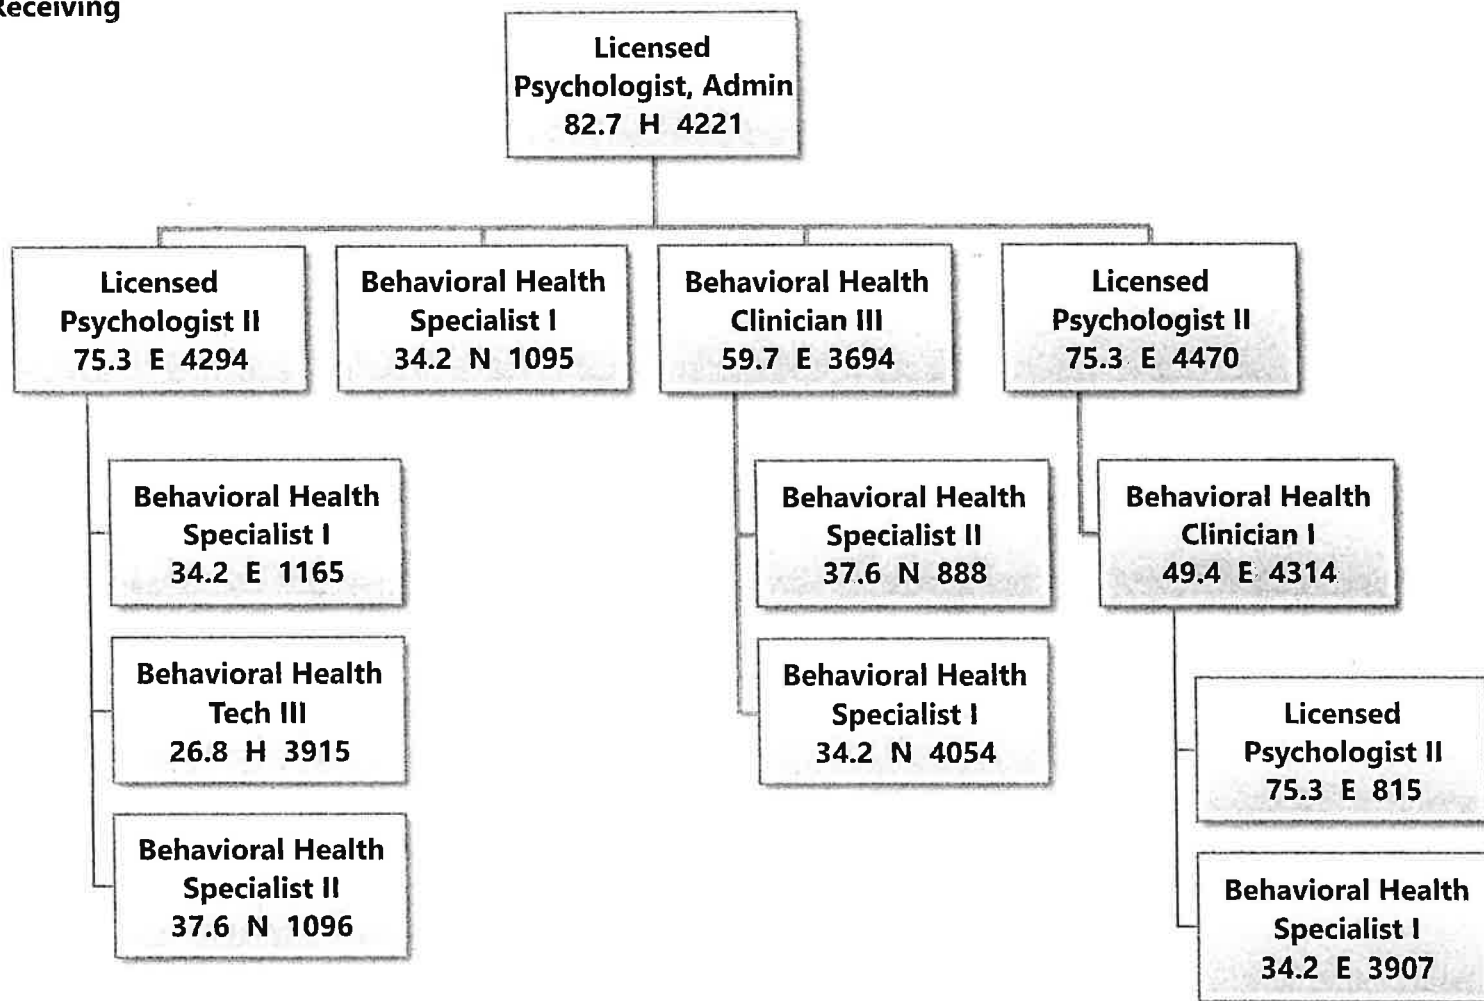 Receiving
Licensed
Psychologist, Admin
82.7 H 4221
Licensed
Psychologist II
75.3 E 4294
Behavioral Health
Specialist I
34.2 N 1095
Behavioral Health
Clinician III
59.7 E 3694
Licensed
Psychologist II
75.3 E 4470
Behavioral Health
Specialist I
34.2 E 1165
Behavioral Health
Tech III
26.8 H 3915
Behavioral Health
Specialist II
37.6 N 1096
Behavioral Health
Specialist II
37.6 N 888
Behavioral Health
Specialist I
34.2 N 4054
Behavioral Health
Clinician I
49.4 E 4314
Licensed
Psychologist II
75.3 E 815
Behavioral Health
Specialist I
34.2 E 3907